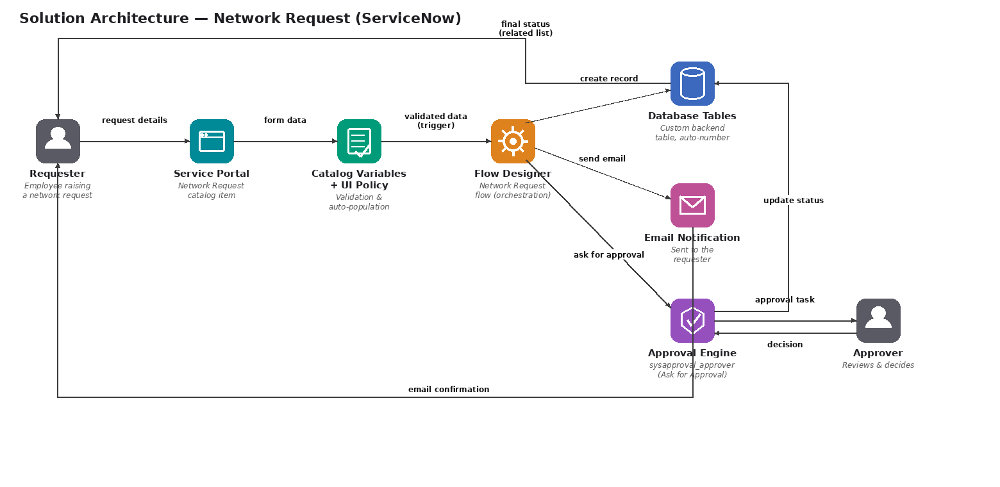 Solution Architecture — Network Request (ServiceNow)
final status
(related list)
create record
request details
form data
validated data
(trigger)
Database Tables
Custom backend
table, auto-number
send email
Requester
Employee raising
a network request
Service Portal
Network Request
catalog item
Catalog Variables
+ UI Policy
Validation &
auto-population
Flow Designer
Network Request
flow (orchestration)
update status
Email Notification
Sent to the
requester
ask for approval
approval task
decision
Approval Engine
sysapproval_approver
(Ask for Approval)
Approver
Reviews & decides
email confirmation